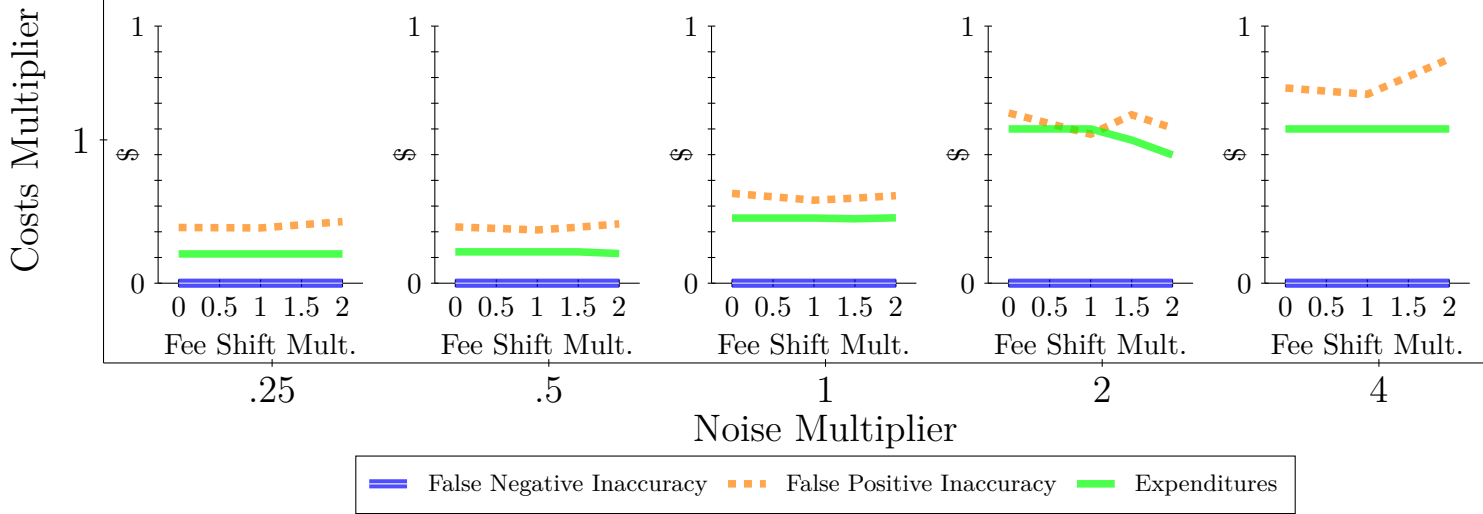 Costs Multiplier
1
1 1 1 1 1
$ $ $ $ $
0 0 0 0 0
0 0.5 1 1.5 2 0 0.5 1 1.5 2 0 0.5 1 1.5 2 0 0.5 1 1.5 2 0 0.5 1 1.5 2
Fee Shift Mult. Fee Shift Mult. Fee Shift Mult. Fee Shift Mult. Fee Shift Mult.
.25 .5 1 2 4
Noise Multiplier
False Negative Inaccuracy False Positive Inaccuracy Expenditures